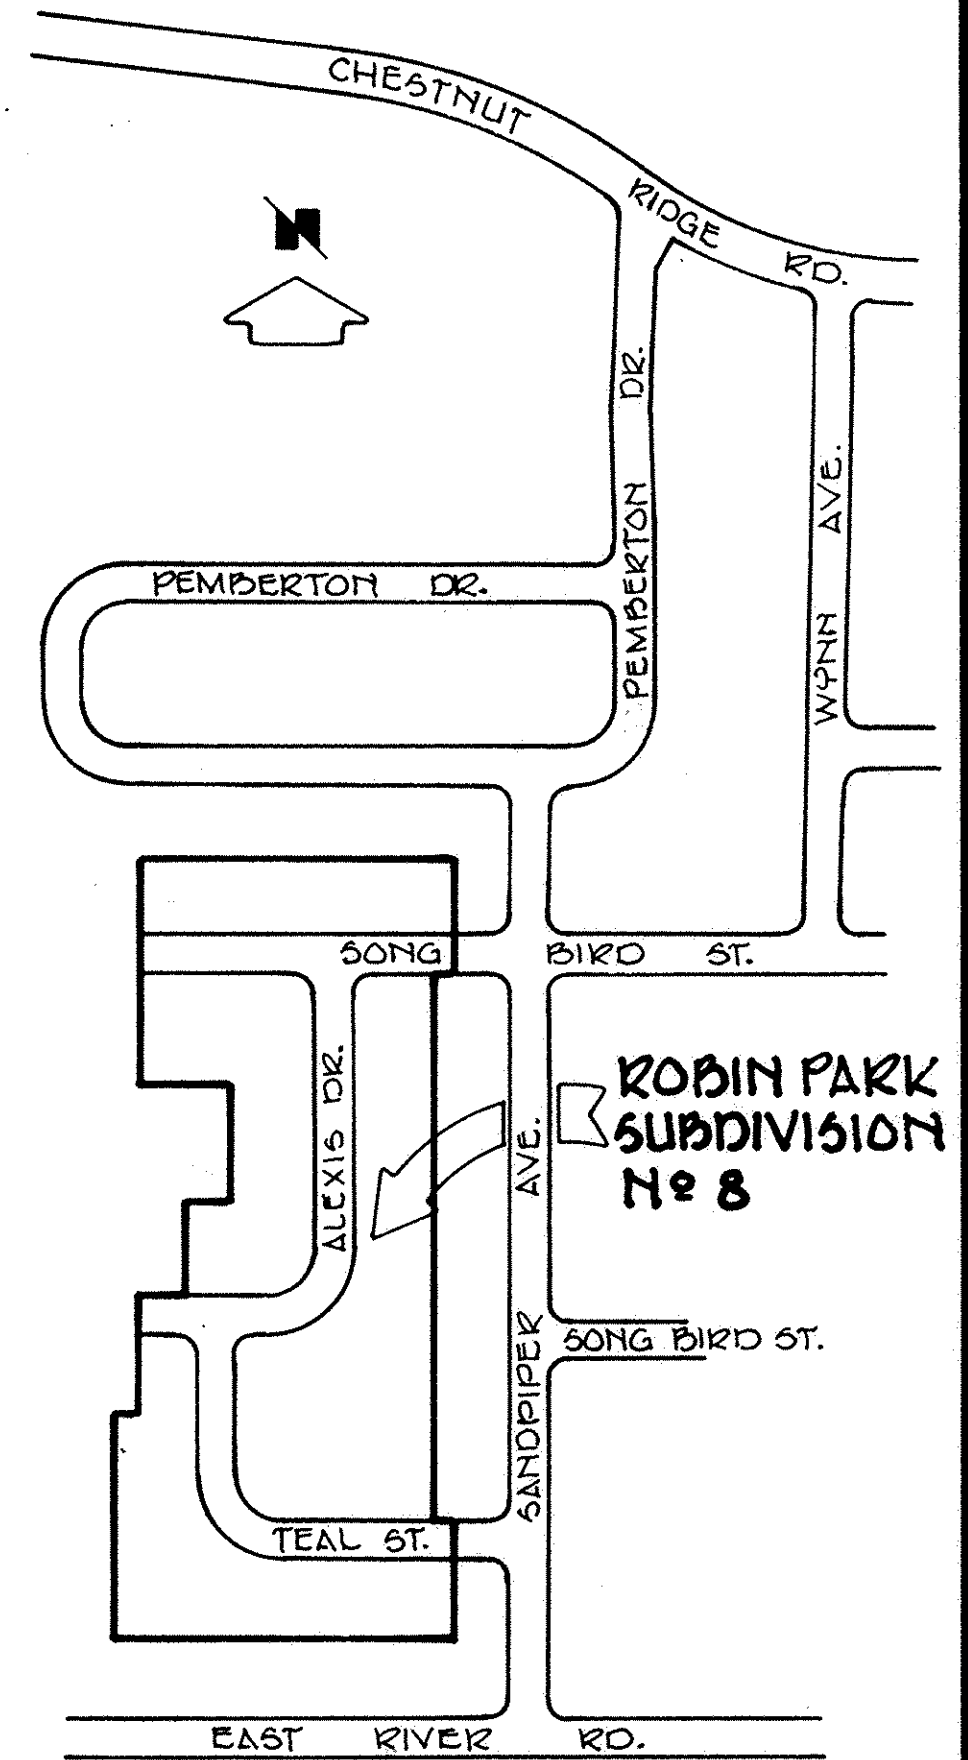 CHESTNUT RIDGE RD.
N
PEMBERTON DR.
PEMBERTON DR.
WYNN AVE.
SONG BIRD ST.
ALEXIS DR.
ROBIN PARK
SUBDIVISION
Nº 8
SANDPIPER AVE.
SONG BIRD ST.
TEAL ST.
EAST RIVER RD.